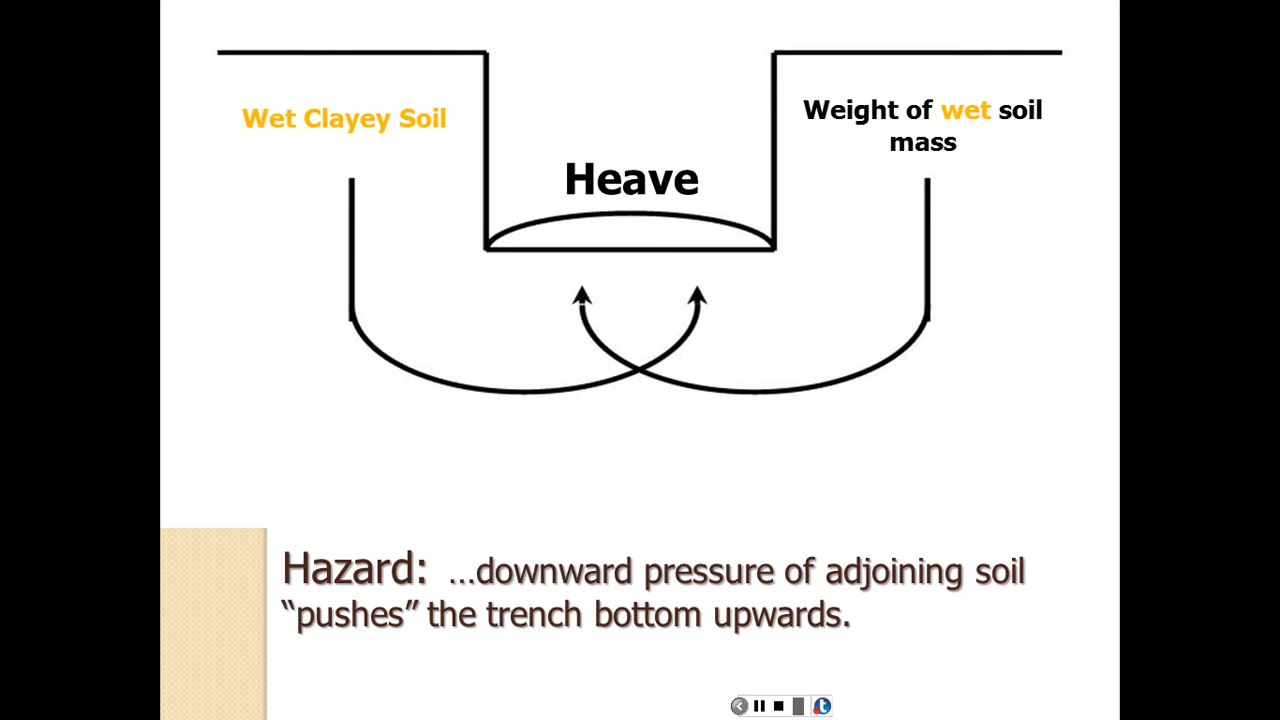 Wet Clayey Soil
Weight of wet soil
mass
Heave
Hazard: …downward pressure of adjoining soil
“pushes” the trench bottom upwards.